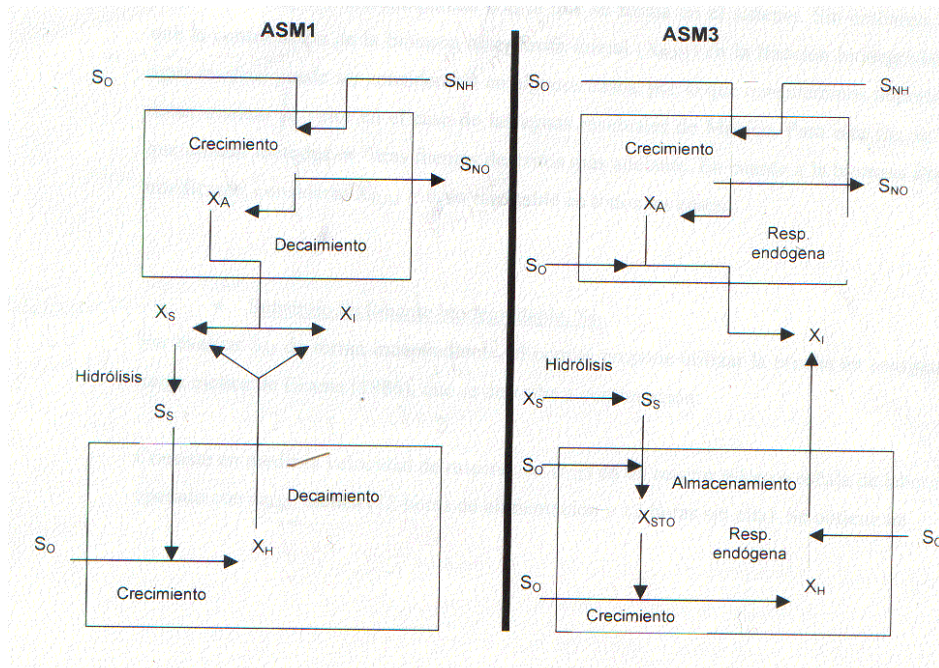 ASM1
S_O
S_NH
Crecimiento
S_NO
X_A
Decaimiento
X_S
X_I
Hidrólisis
S_S
Decaimiento
S_O
X_H
Crecimiento
ASM3
S_O
S_NH
Crecimiento
S_NO
X_A
Resp.
endógena
S_O
X_I
Hidrólisis
X_S
S_S
S_O
Almacenamiento
X_STO
Resp.
endógena
S_O
S_O
X_H
Crecimiento